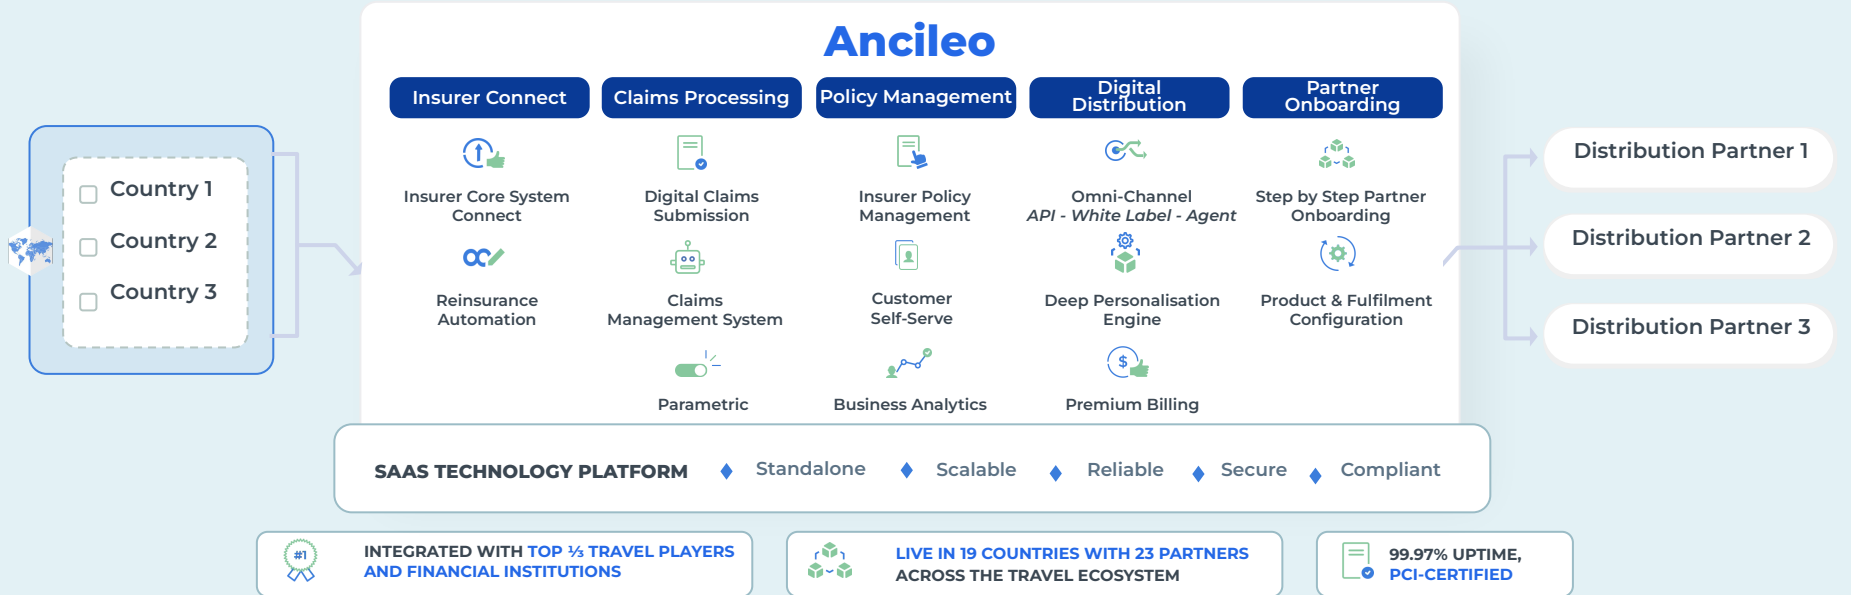 Ancileo
Insurer Connect
Claims Processing
Policy Management
Digital
Distribution
Partner
Onboarding
Country 1
Country 2
Country 3
Insurer Core System
Connect
Reinsurance
Automation
Digital Claims
Submission
Claims
Management System
Parametric
Insurer Policy
Management
Customer
Self-Serve
Business Analytics
Omni-Channel
API - White Label - Agent
Deep Personalisation
Engine
$
Premium Billing
Step by Step Partner
Onboarding
Product & Fulfilment
Configuration
Distribution Partner 1
Distribution Partner 2
Distribution Partner 3
SAAS TECHNOLOGY PLATFORM ♦ Standalone ♦ Scalable ♦ Reliable ♦ Secure ♦ Compliant
#1
INTEGRATED WITH TOP ⅓ TRAVEL PLAYERS
AND FINANCIAL INSTITUTIONS
LIVE IN 19 COUNTRIES WITH 23 PARTNERS
ACROSS THE TRAVEL ECOSYSTEM
99.97% UPTIME,
PCI-CERTIFIED